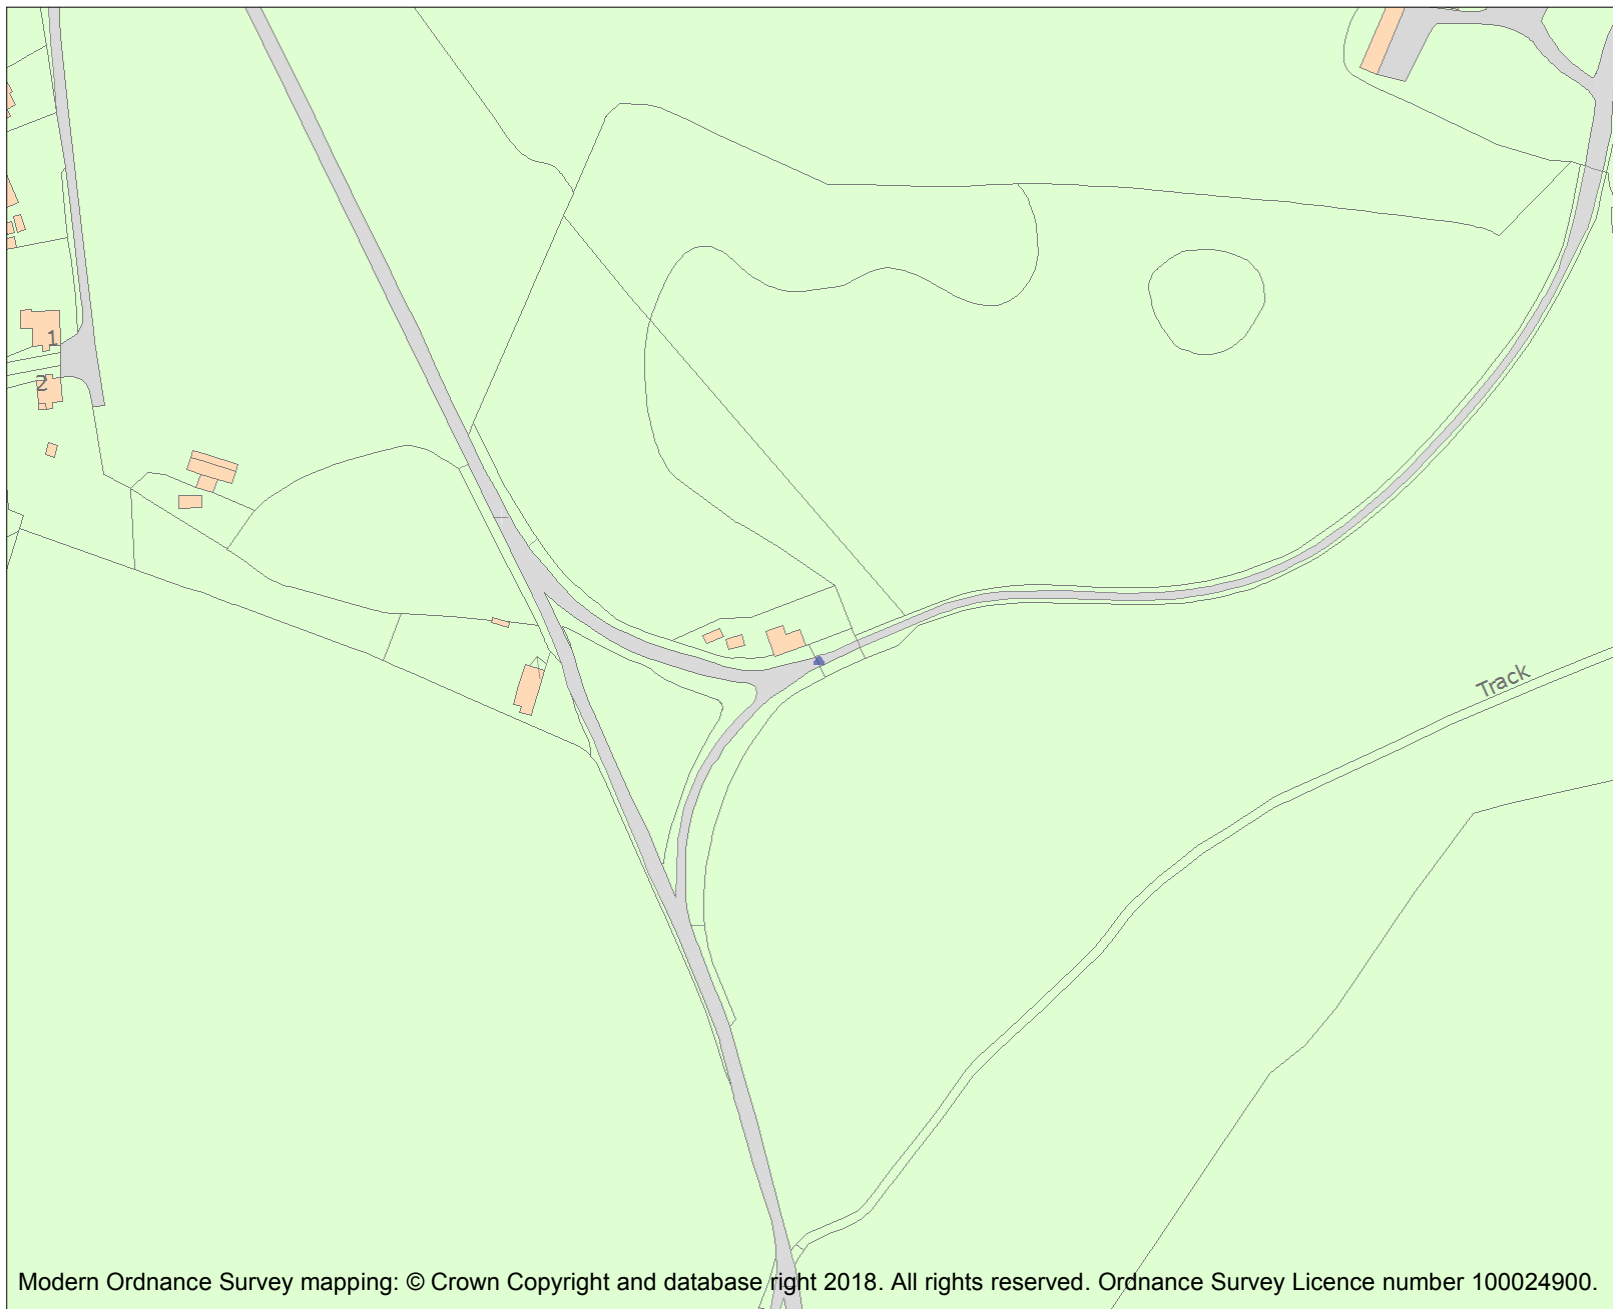 1
2
Track
Modern Ordnance Survey mapping: © Crown Copyright and database right 2018. All rights reserved. Ordnance Survey Licence number 100024900.